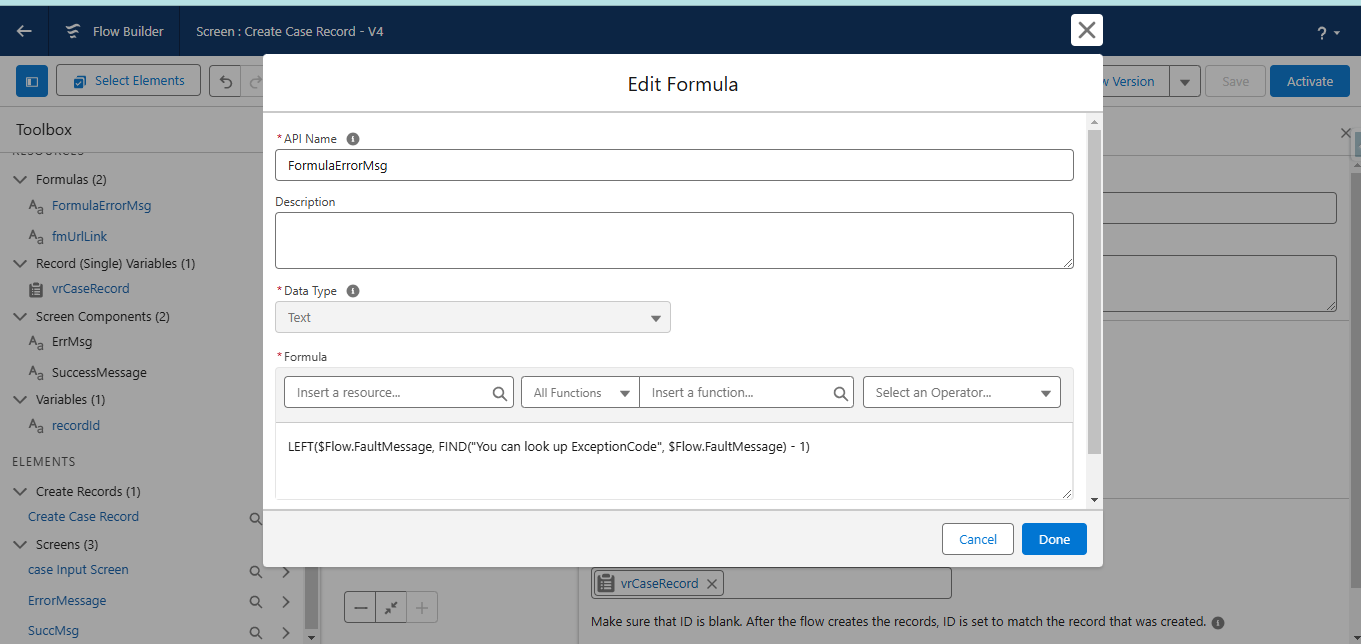 Flow Builder
Screen : Create Case Record - V4
?
Select Elements
w Version
Save
Activate
Toolbox
RESOURCES
Formulas (2)
FormulaErrorMsg
fmUrlLink
Record (Single) Variables (1)
vrCaseRecord
Screen Components (2)
ErrMsg
SuccessMessage
Variables (1)
recordId
ELEMENTS
Create Records (1)
Create Case Record
Screens (3)
case Input Screen
ErrorMessage
SuccMsg
Edit Formula
* API Name
FormulaErrorMsg
Description
* Data Type
Text
* Formula
Insert a resource...
All Functions
Insert a function...
Select an Operator...
LEFT($Flow.FaultMessage, FIND("You can look up ExceptionCode", $Flow.FaultMessage) - 1)
Cancel
Done
vrCaseRecord
Make sure that ID is blank. After the flow creates the records, ID is set to match the record that was created.